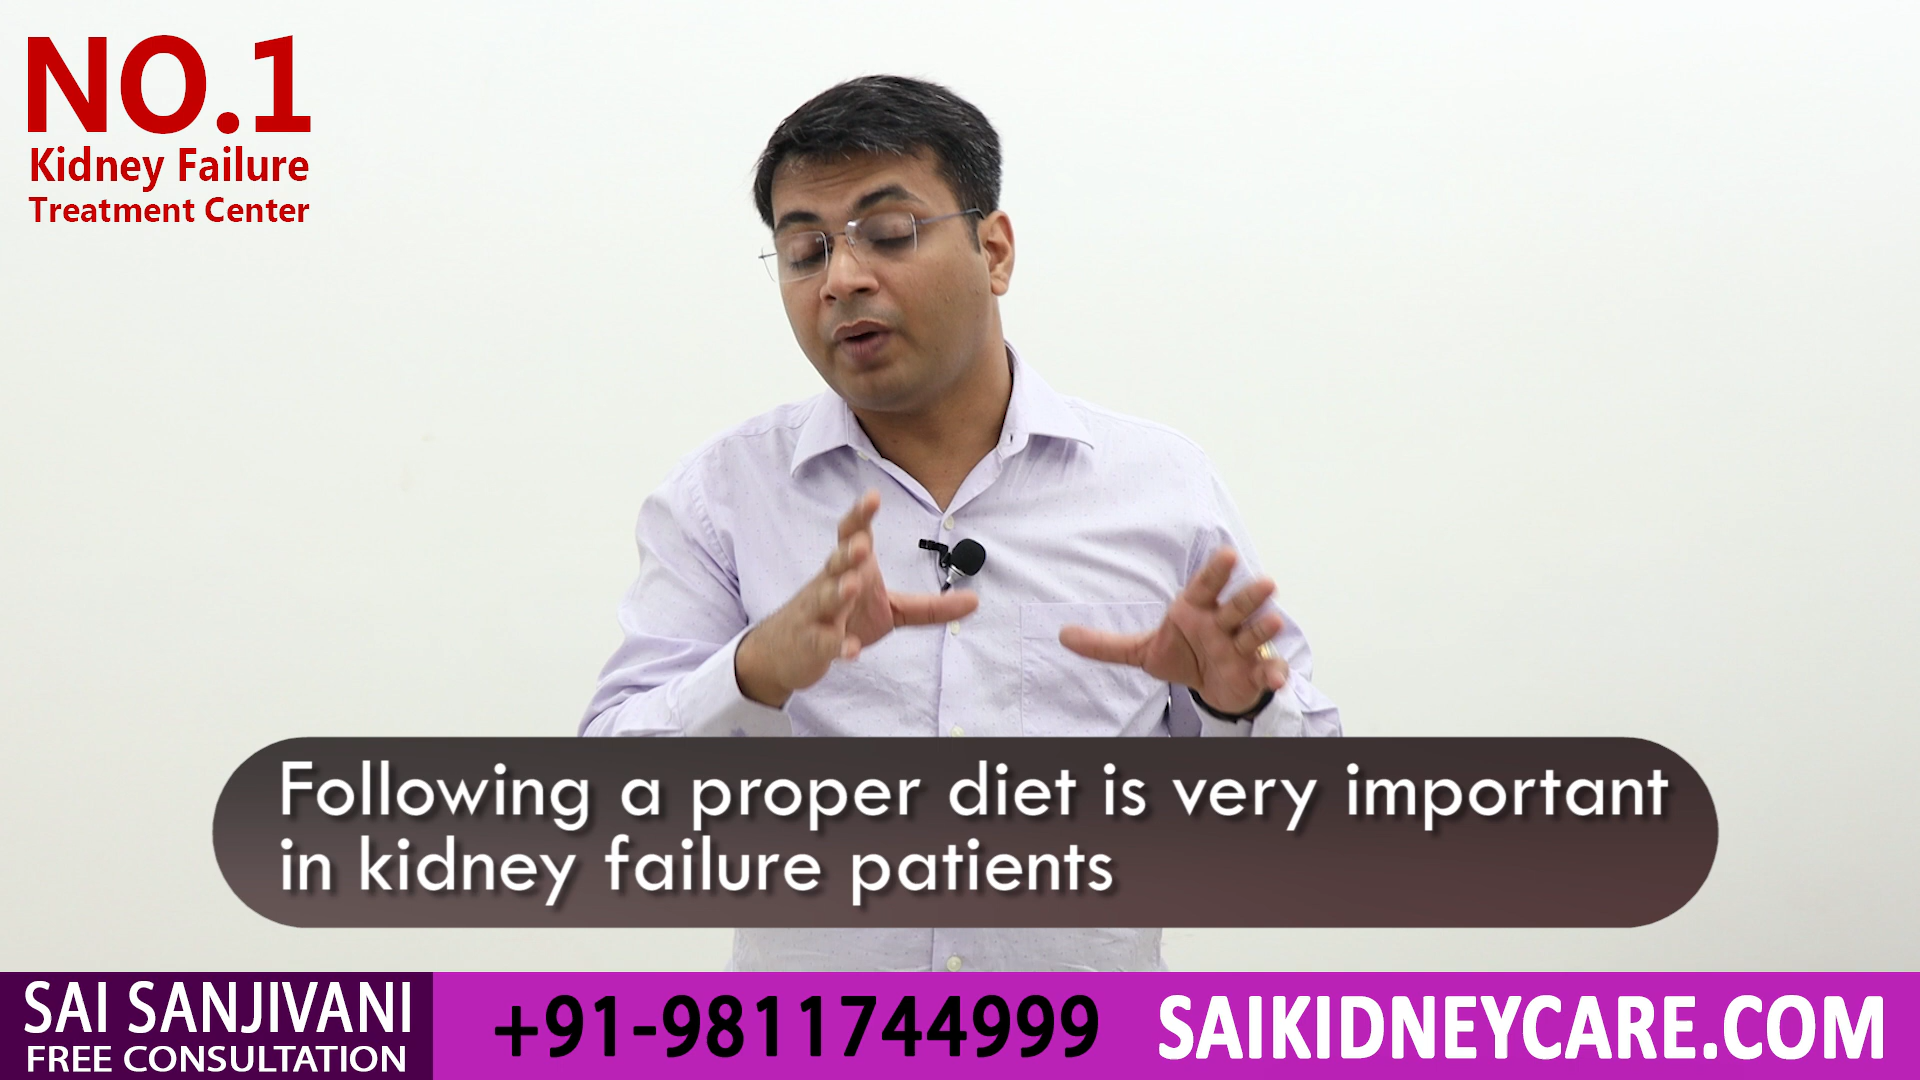 NO.1
Kidney Failure
Treatment Center
Following a proper diet is very important
in kidney failure patients
SAI SANJIVANI
FREE CONSULTATION
+91-9811744999
SAIKIDNEYCARE.COM